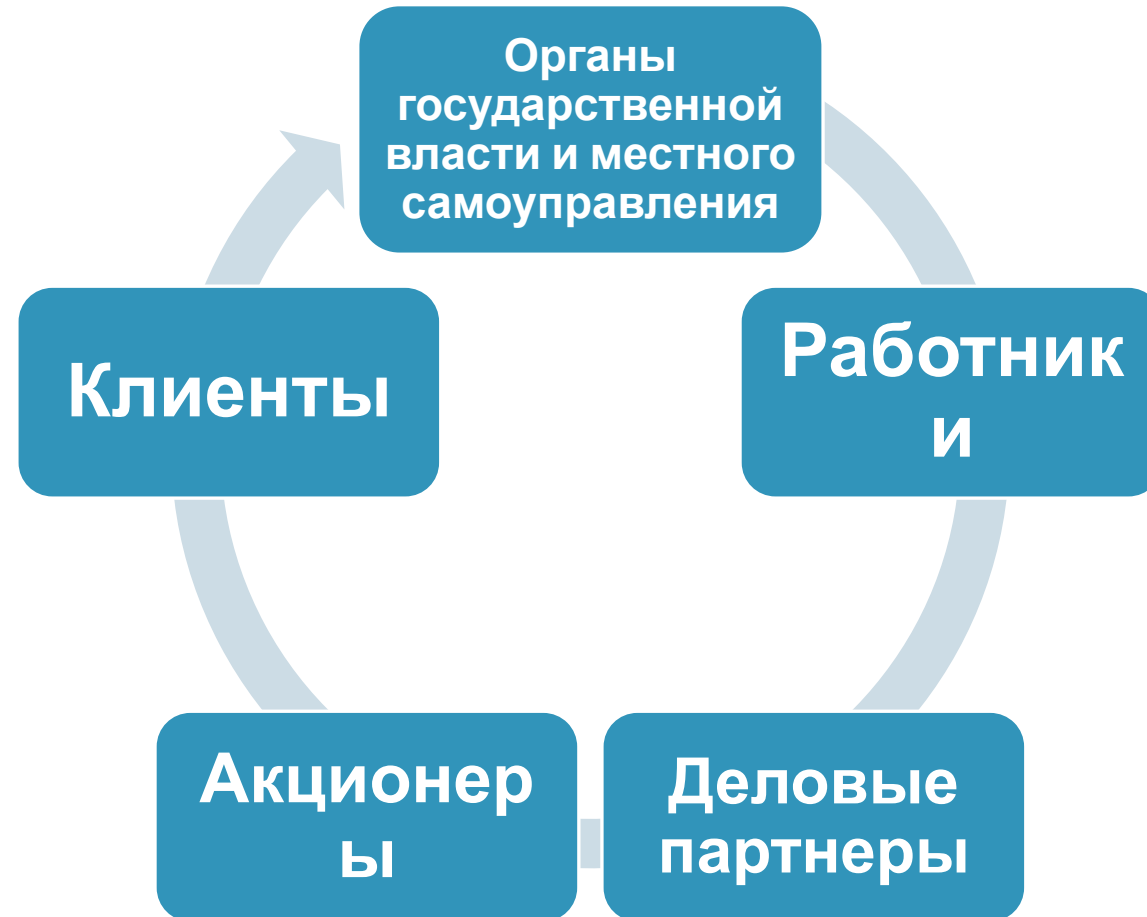 Органы
государственной
власти и местного
самоуправления
Клиенты
Работник
и
Акционер
ы
Деловые
партнеры